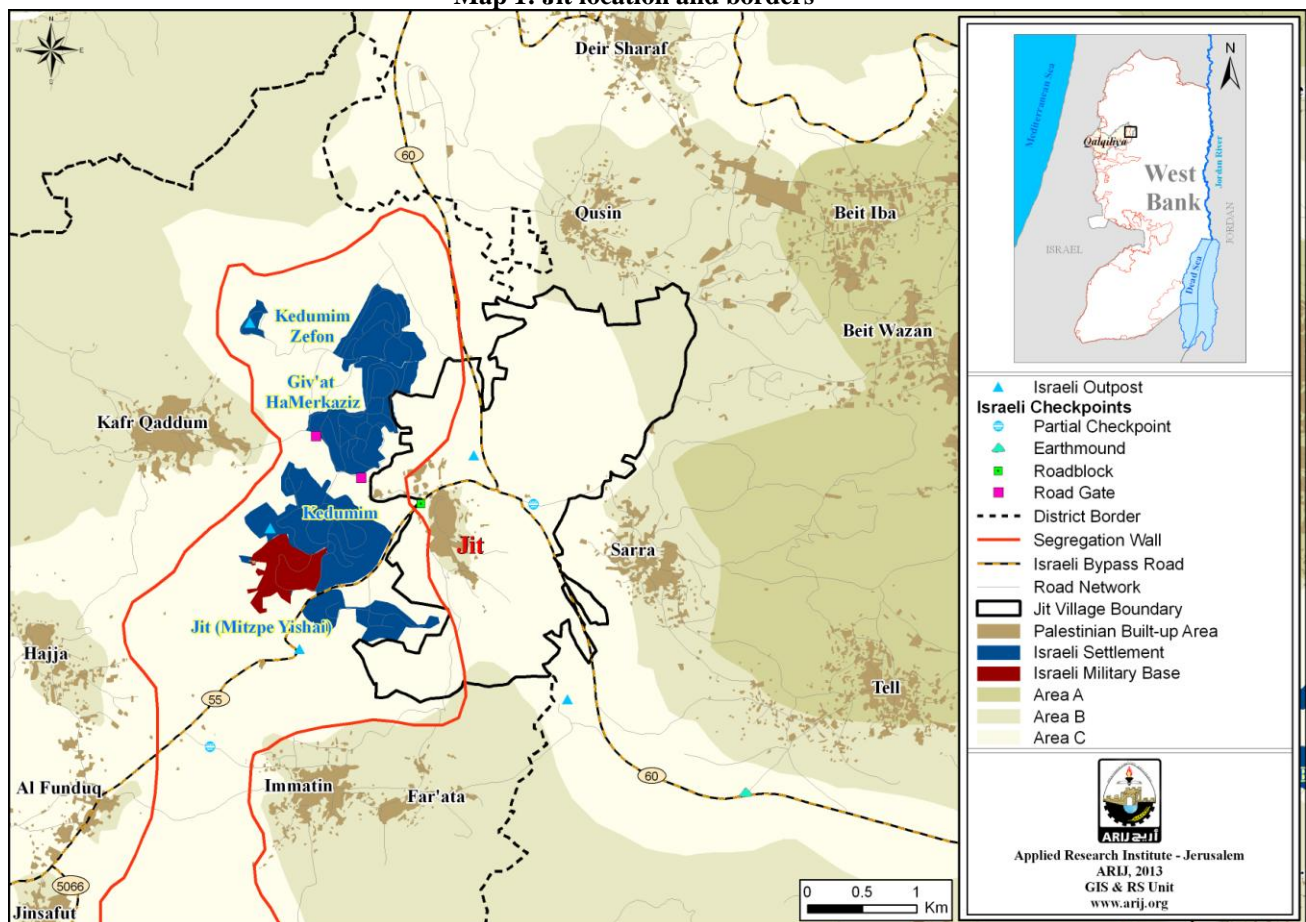 Map 1: Jit location and borders
N
W
E
S
Deir Sharaf
60
Qusin
Beit Iba
Kedumim
Zefon
Beit Wazan
Giv'at
HaMerkaziz
Kafr Qaddum
Kedumim
Jit
Sarra
Jit (Mitzpe Yishai)
Hajja
55
Tell
Al Funduq
Immatin
Far'ata
60
5066
Jinsafut
0 0.5 1
Km
N
Mediterranean Sea
Qalqiliya
West
Bank
Jordan River
JORDAN
ISRAEL
Dead Sea
Israeli Outpost
Israeli Checkpoints
Partial Checkpoint
Earthmound
Roadblock
Road Gate
District Border
Segregation Wall
Israeli Bypass Road
Road Network
Jit Village Boundary
Palestinian Built-up Area
Israeli Settlement
Israeli Military Base
Area A
Area B
Area C
ARIJ أريج
Applied Research Institute - Jerusalem
ARIJ, 2013
GIS & RS Unit
www.arij.org